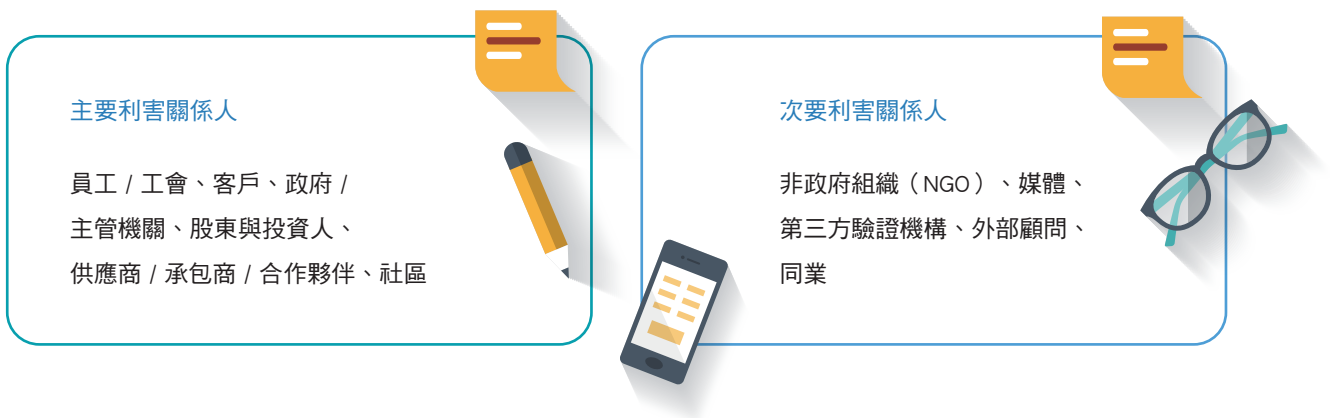 主要利害關係人
員工 / 工會、客戶、政府 /
主管機關、股東與投資人、
供應商 / 承包商 / 合作夥伴、社區
次要利害關係人
非政府組織（NGO）、媒體、
第三方驗證機構、外部顧問、
同業